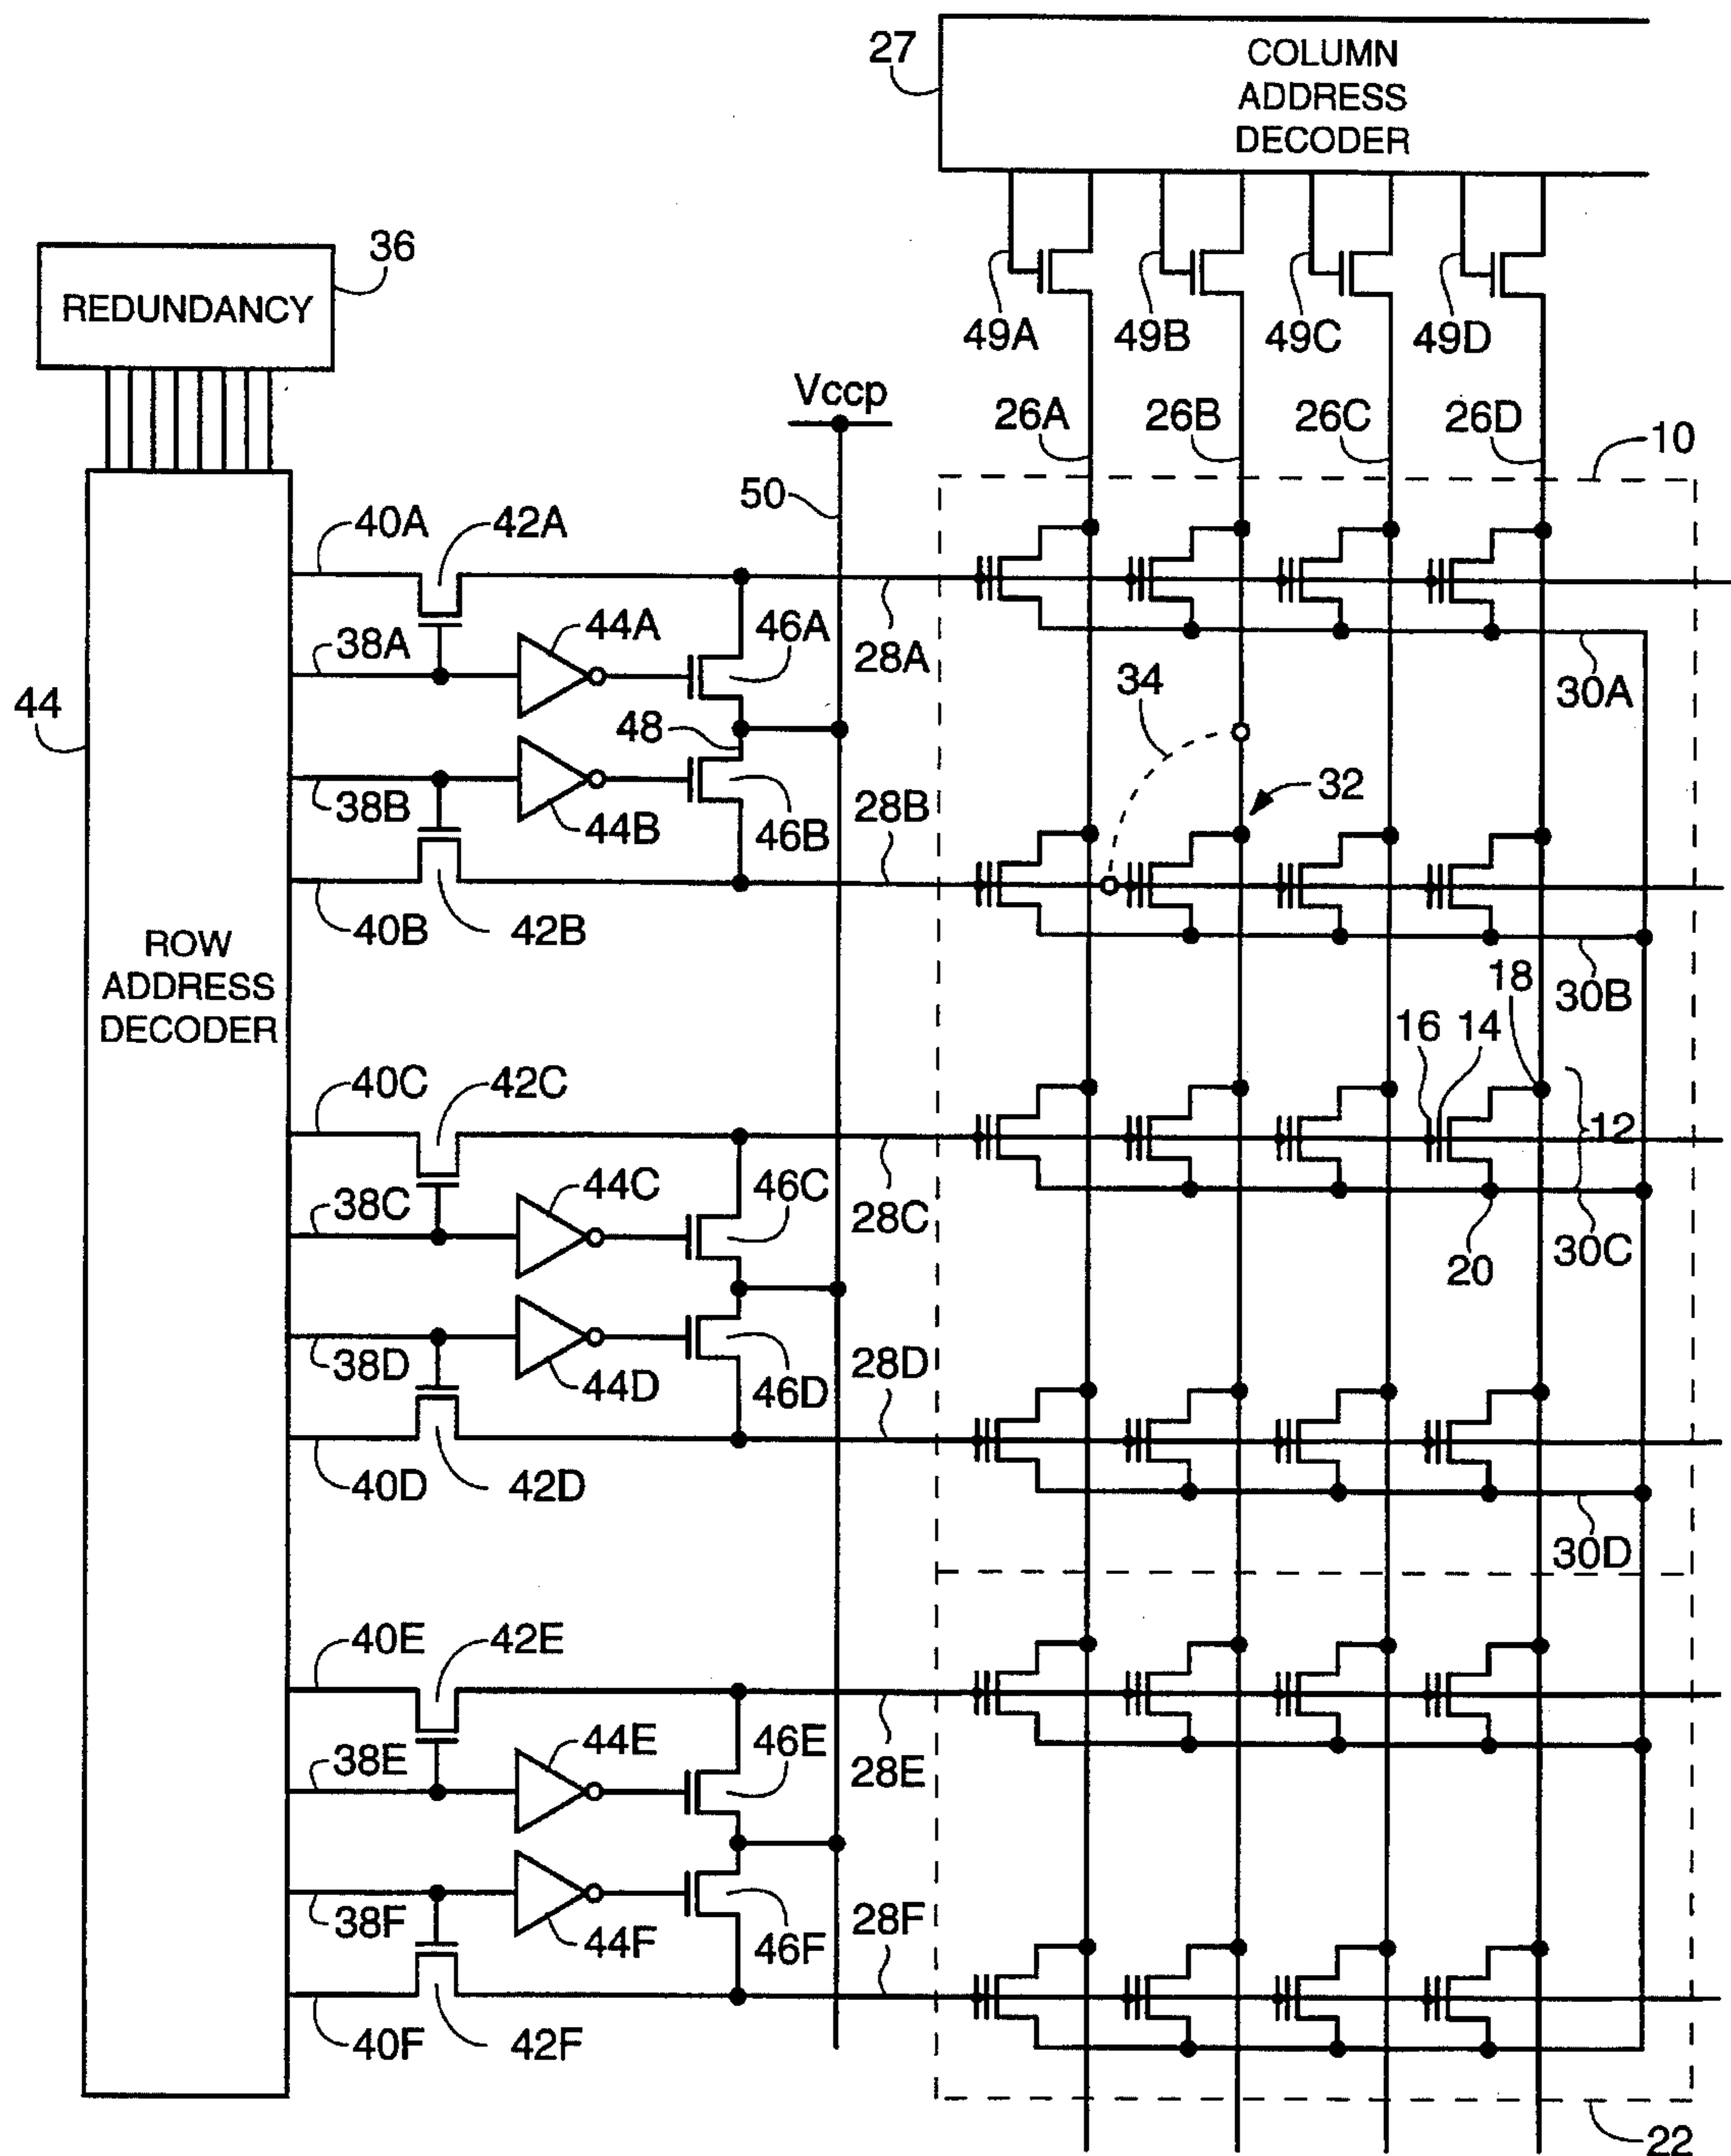 27
COLUMN
ADDRESS
DECODER
36
REDUNDANCY
49A 49B 49C 49D
Vccp
26A 26B 26C 26D
10
50
40A 42A
38A 44A 46A 28A
30A
44
48
34
38B 44B 46B 28B
32
40B 42B
30B
ROW
ADDRESS
DECODER
18
16 14
12
40C 42C
38C 44C 46C 28C
30C
20
38D 44D 46D 28D
40D 42D
30D
40E 42E
38E 44E 46E 28E
38F 44F 46F 28F
40F 42F
22